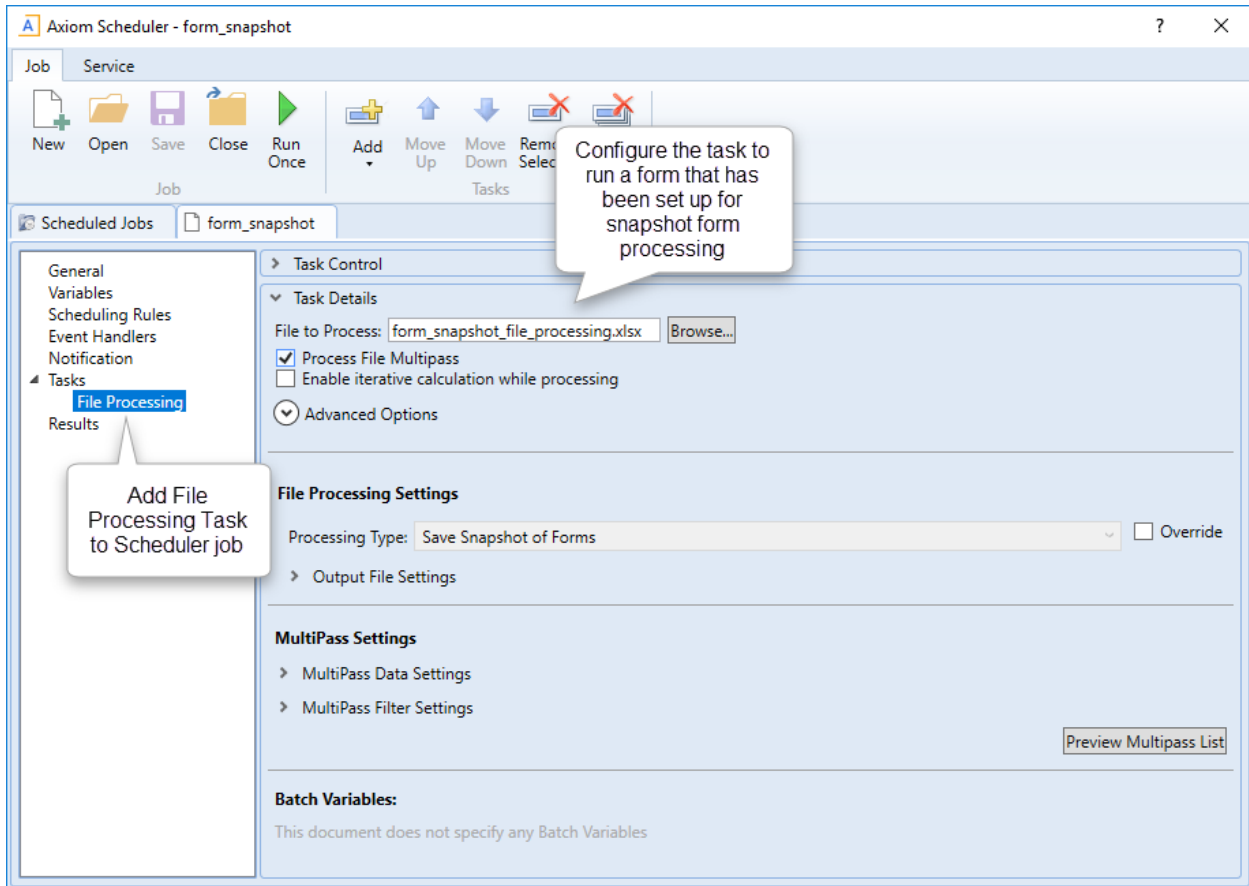 A Axiom Scheduler - form_snapshot ? X
Job Service
New Open Save Close Run Once Add Move Up Move Down
Job Tasks
Configure the task to
run a form that has
been set up for
snapshot form
processing
Scheduled Jobs form_snapshot
General
Variables
Scheduling Rules
Event Handlers
Notification
Tasks
File Processing
Results
Add File
Processing Task
to Scheduler job
Task Control
Task Details
File to Process: form_snapshot_file_processing.xlsx Browse...
Process File Multipass
Enable iterative calculation while processing
Advanced Options
File Processing Settings
Processing Type: Save Snapshot of Forms Override
Output File Settings
MultiPass Settings
MultiPass Data Settings
MultiPass Filter Settings
Preview Multipass List
Batch Variables:
This document does not specify any Batch Variables